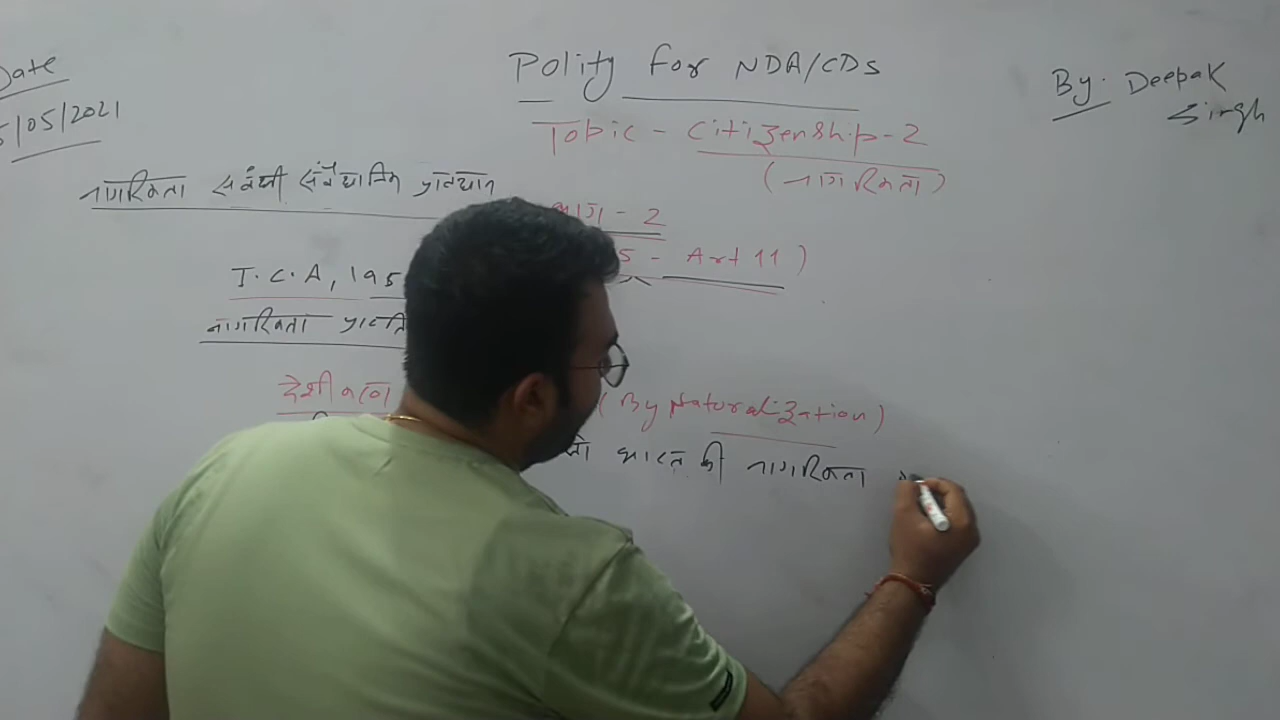 Date
5/05/2021
Polity for NDA/CDS
By. Deepak
Singh
Topic - Citizenship-2
(नागरिकता)
नागरिकता संबंधी संवैधानिक प्रावधान
भाग - 2
5 - Art 11)
I.C.A, 195
नागरिकता
देशीकरण
(By Naturalization)
भारत की नागरिकता